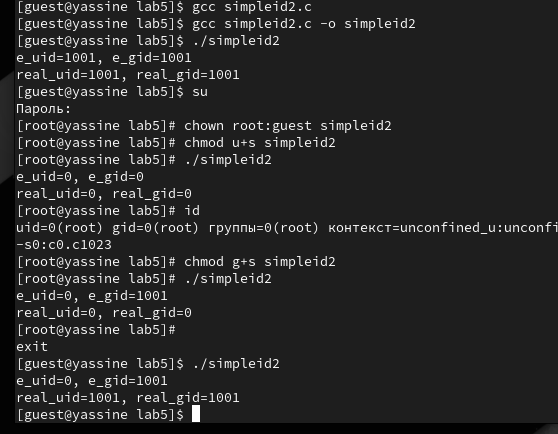 [guest@yassine lab5]$ gcc simpleid2.c
[guest@yassine lab5]$ gcc simpleid2.c -o simpleid2
[guest@yassine lab5]$ ./simpleid2
e_uid=1001, e_gid=1001
real_uid=1001, real_gid=1001
[guest@yassine lab5]$ su
Пароль:
[root@yassine lab5]# chown root:guest simpleid2
[root@yassine lab5]# chmod u+s simpleid2
[root@yassine lab5]# ./simpleid2
e_uid=0, e_gid=0
real_uid=0, real_gid=0
[root@yassine lab5]# id
uid=0(root) gid=0(root) группы=0(root) контекст=unconfined_u:unconfi
-s0:c0.c1023
[root@yassine lab5]# chmod g+s simpleid2
[root@yassine lab5]# ./simpleid2
e_uid=0, e_gid=1001
real_uid=0, real_gid=0
[root@yassine lab5]#
exit
[guest@yassine lab5]$ ./simpleid2
e_uid=0, e_gid=1001
real_uid=1001, real_gid=1001
[guest@yassine lab5]$